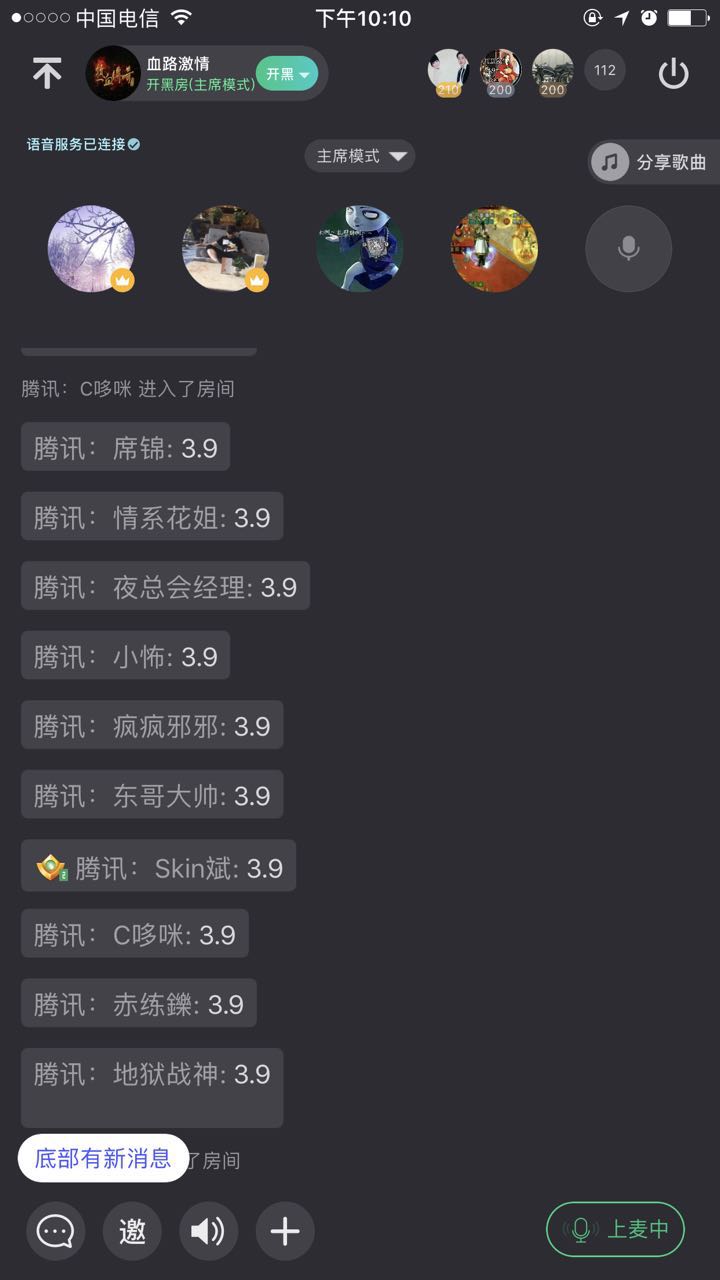 中国电信 下午10:10
血路激情
开黑房(主席模式)
开黑
210 200 200 112
语音服务已连接
主席模式
分享歌曲
腾讯：C哆咪 进入了房间
腾讯：席锦: 3.9
腾讯：情系花姐: 3.9
腾讯：夜总会经理: 3.9
腾讯：小怖: 3.9
腾讯：疯疯邪邪: 3.9
腾讯：东哥大帅: 3.9
腾讯：Skin斌: 3.9
腾讯：C哆咪: 3.9
腾讯：赤练鑠: 3.9
腾讯：地狱战神: 3.9
底部有新消息
了房间
邀
上麦中